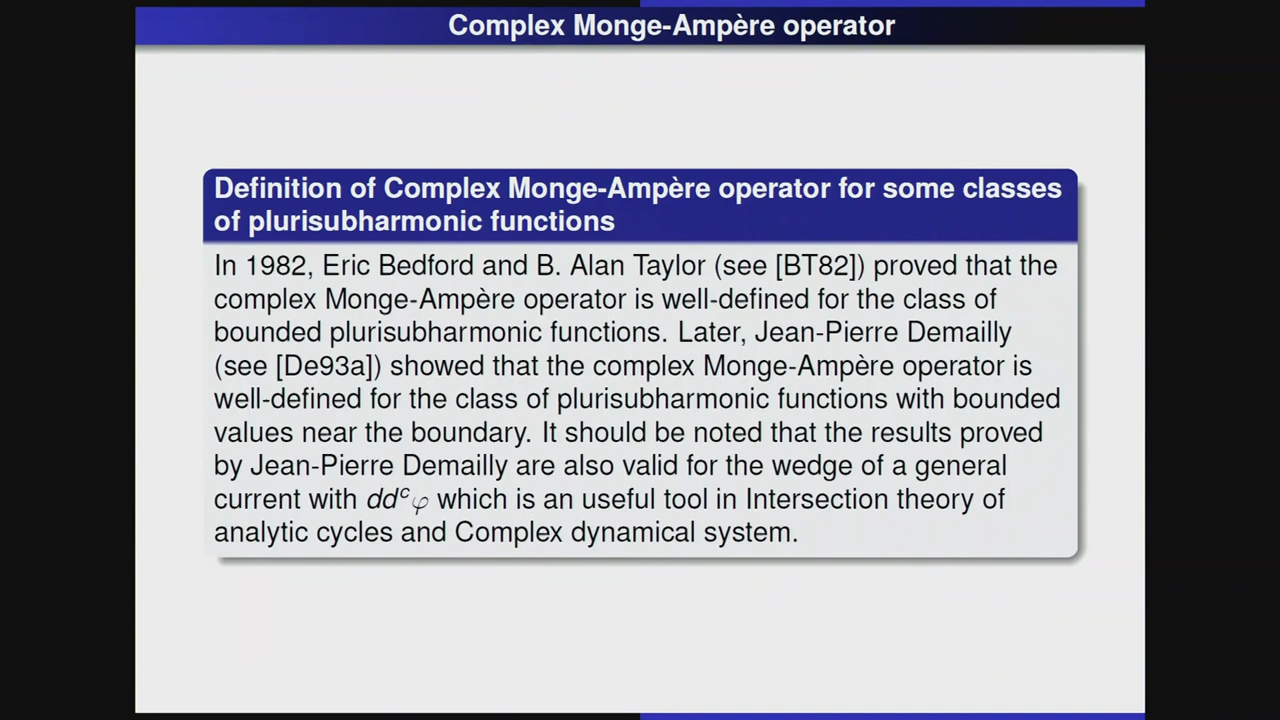 Complex Monge-Ampère operator
Definition of Complex Monge-Ampère operator for some classes
of plurisubharmonic functions
In 1982, Eric Bedford and B. Alan Taylor (see [BT82]) proved that the
complex Monge-Ampère operator is well-defined for the class of
bounded plurisubharmonic functions. Later, Jean-Pierre Demailly
(see [De93a]) showed that the complex Monge-Ampère operator is
well-defined for the class of plurisubharmonic functions with bounded
values near the boundary. It should be noted that the results proved
by Jean-Pierre Demailly are also valid for the wedge of a general
current with ddᶜφ which is an useful tool in Intersection theory of
analytic cycles and Complex dynamical system.